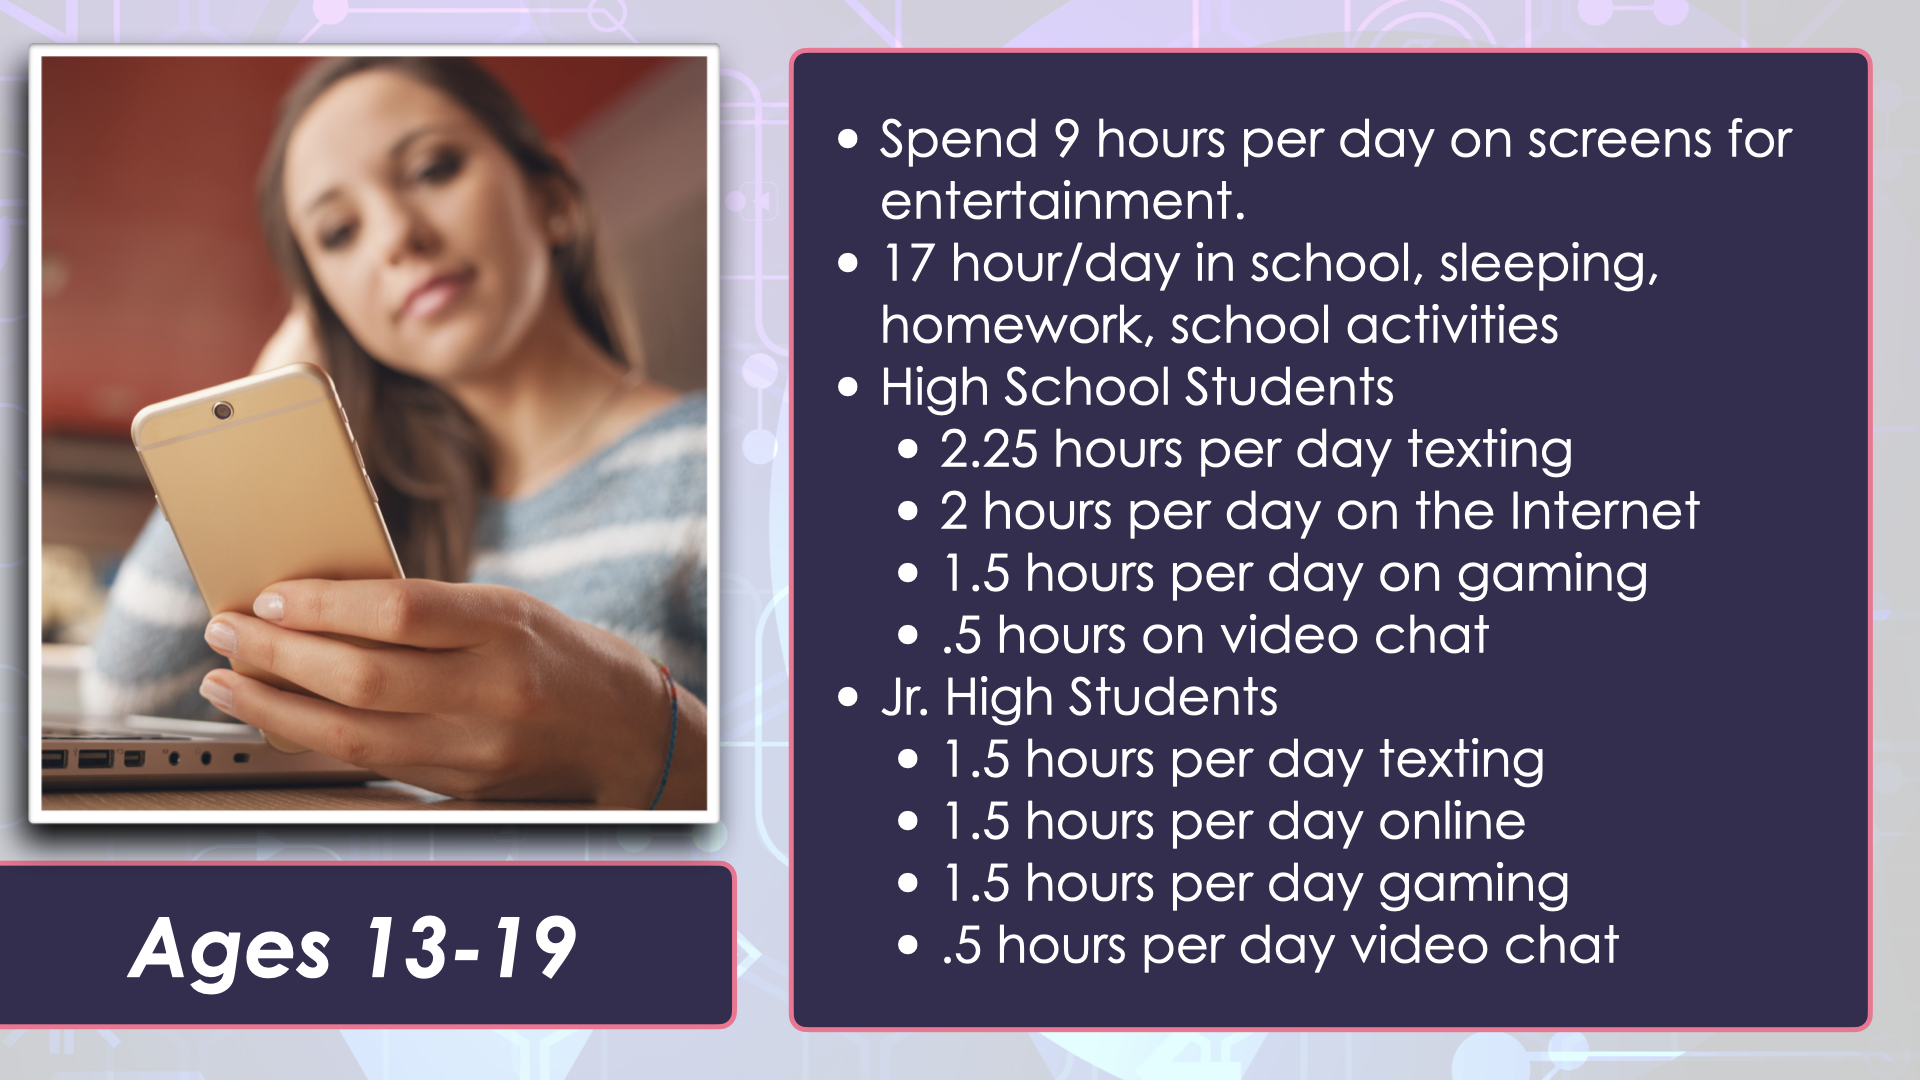 • Spend 9 hours per day on screens for
entertainment.
• 17 hour/day in school, sleeping,
homework, school activities
• High School Students
• 2.25 hours per day texting
• 2 hours per day on the Internet
• 1.5 hours per day on gaming
• .5 hours on video chat
• Jr. High Students
• 1.5 hours per day texting
• 1.5 hours per day online
• 1.5 hours per day gaming
• .5 hours per day video chat
Ages 13-19